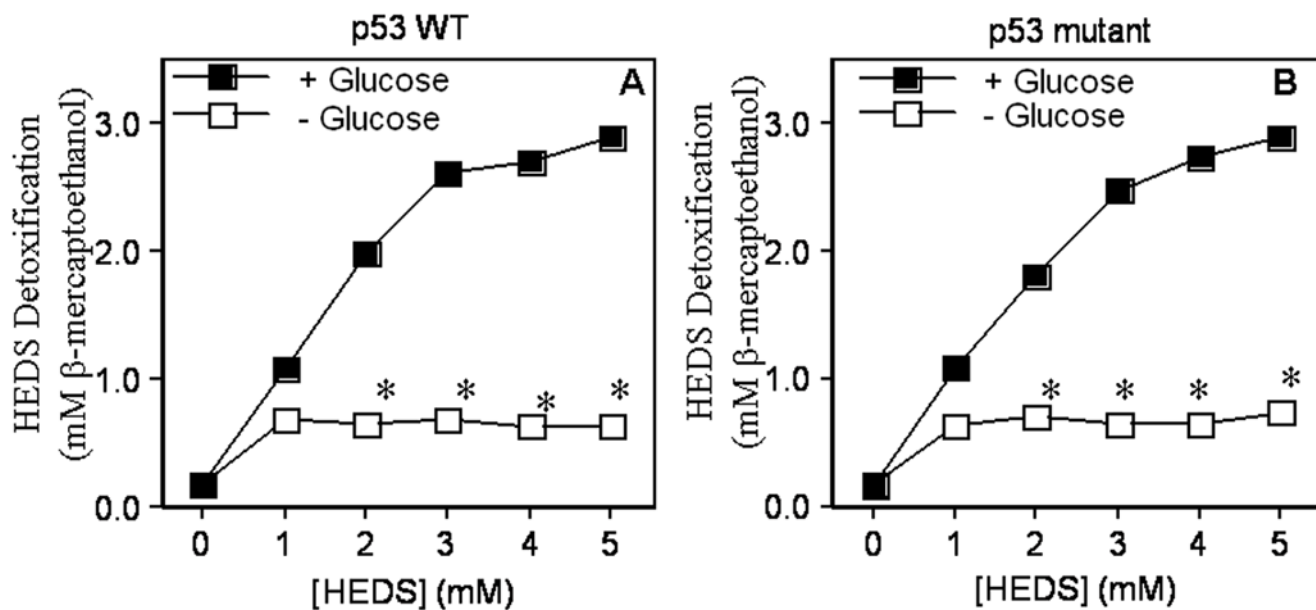 p53 WT
+ Glucose
- Glucose
A
HEDS Detoxification
(mM β-mercaptoethanol)
3.0
2.0
1.0
0.0
* * * *
0 1 2 3 4 5
[HEDS] (mM)
p53 mutant
+ Glucose
- Glucose
B
HEDS Detoxification
(mM β-mercaptoethanol)
3.0
2.0
1.0
0.0
* * * *
0 1 2 3 4 5
[HEDS] (mM)